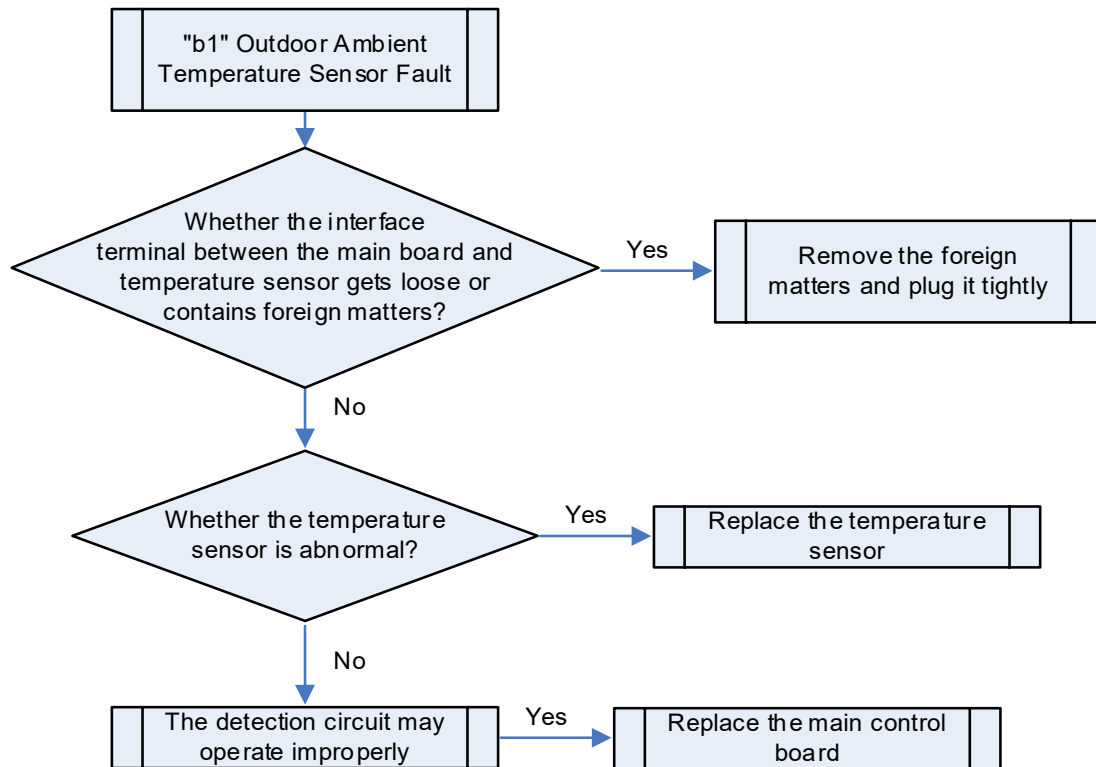 "b1" Outdoor Ambient
Temperature Sensor Fault
Whether the interface
terminal between the main board and
temperature sensor gets loose or
contains foreign matters?
Yes
Remove the foreign
matters and plug it tightly
No
Whether the temperature
sensor is abnormal?
Yes
Replace the temperature
sensor
No
The detection circuit may
operate improperly
Yes
Replace the main control
board